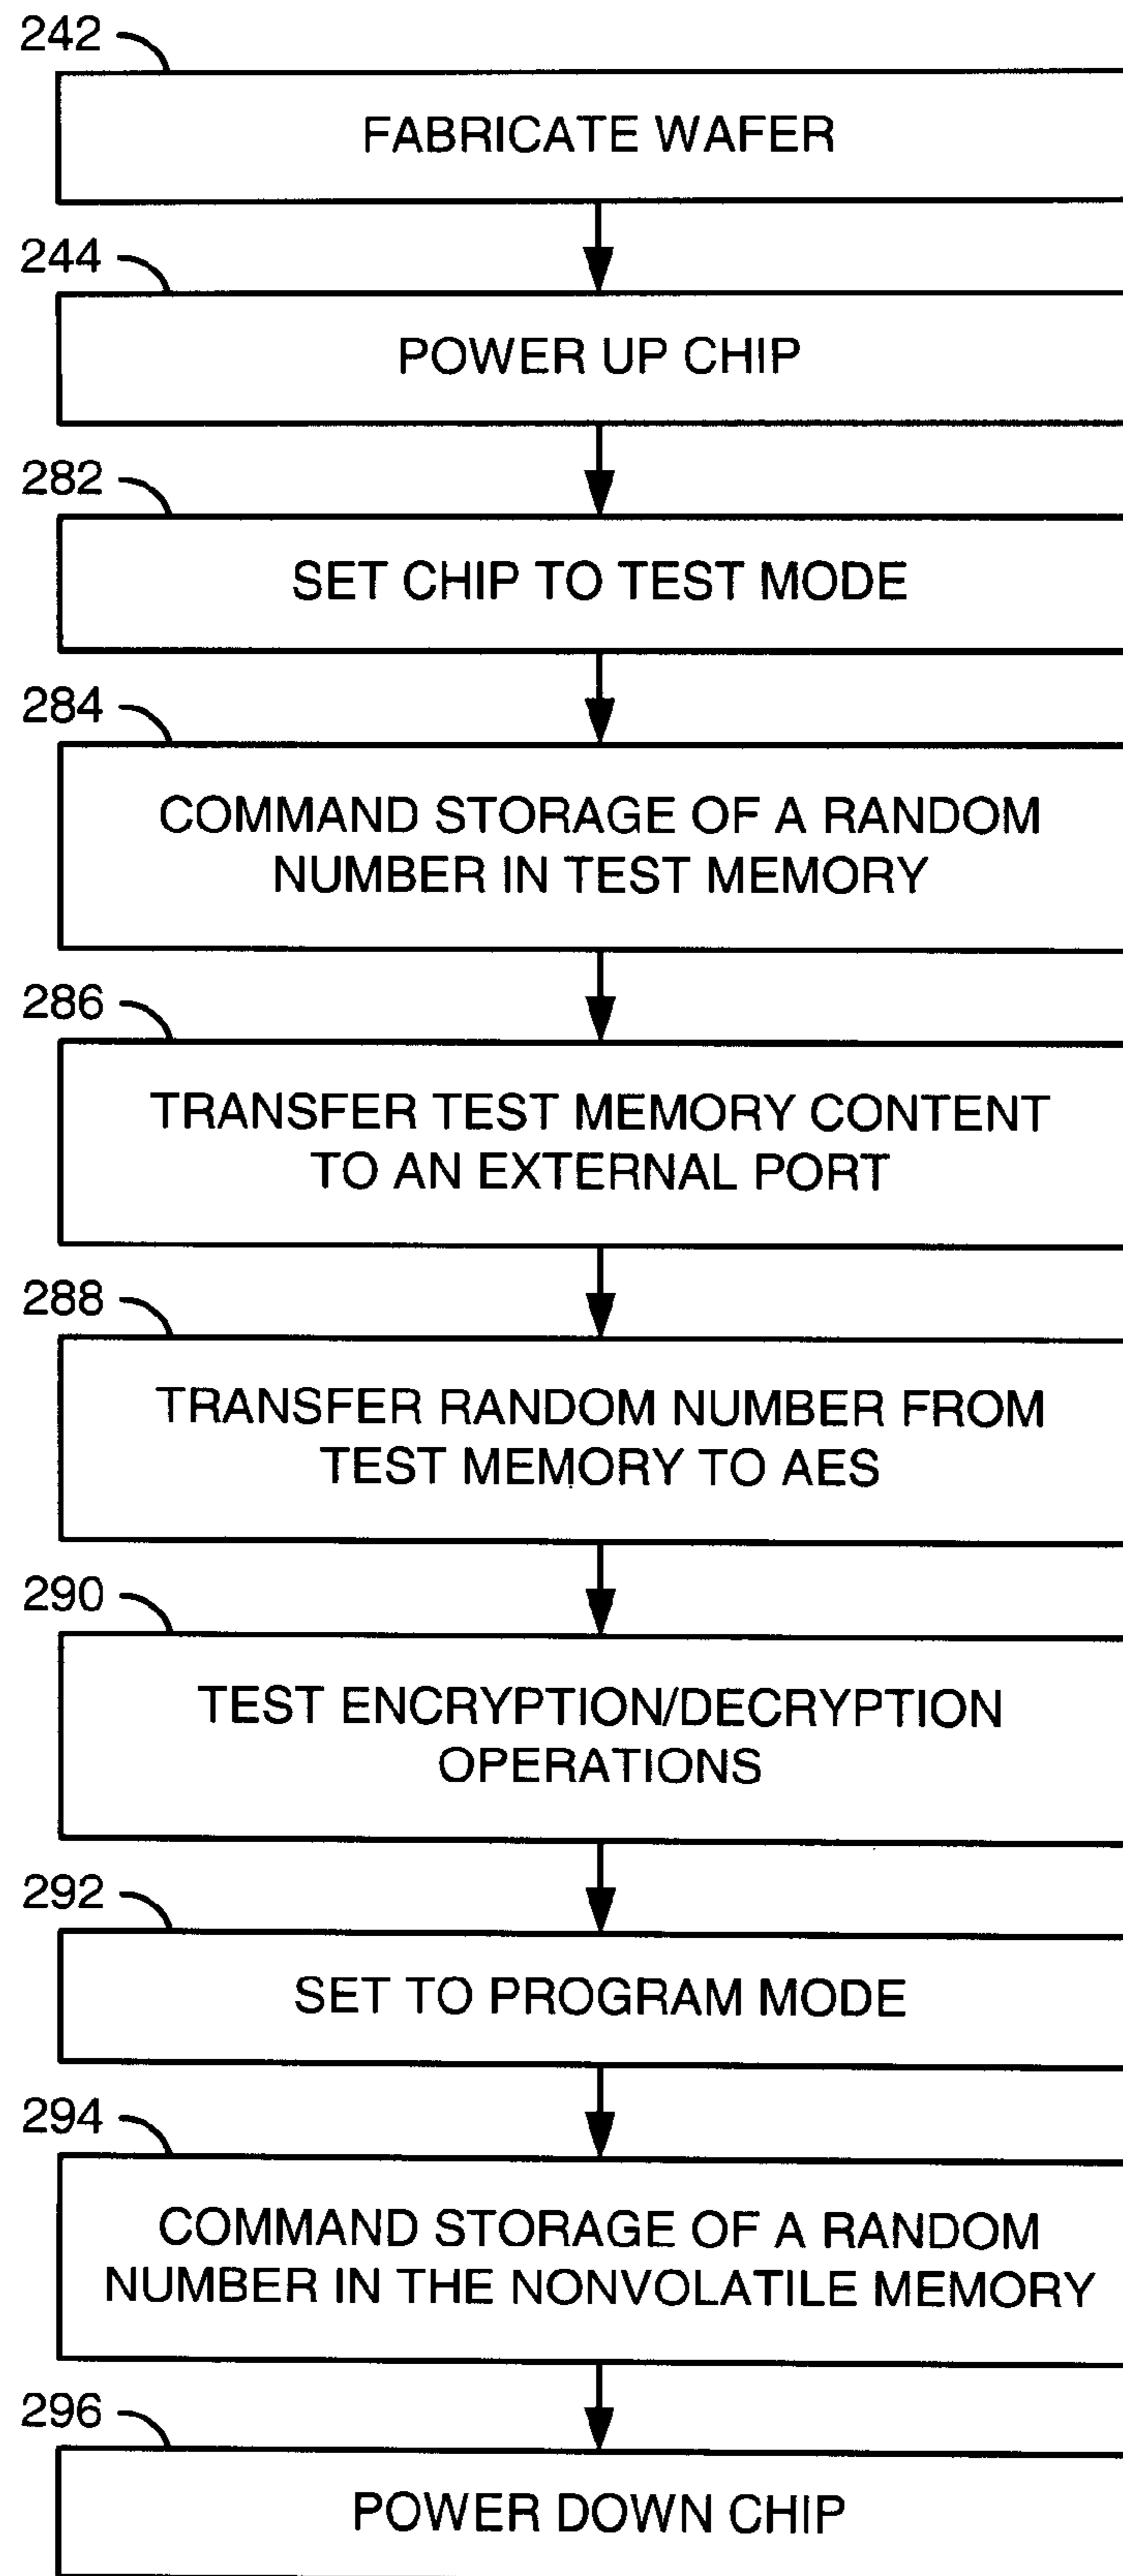 242
FABRICATE WAFER
244
POWER UP CHIP
282
SET CHIP TO TEST MODE
284
COMMAND STORAGE OF A RANDOM
NUMBER IN TEST MEMORY
286
TRANSFER TEST MEMORY CONTENT
TO AN EXTERNAL PORT
288
TRANSFER RANDOM NUMBER FROM
TEST MEMORY TO AES
290
TEST ENCRYPTION/DECRYPTION
OPERATIONS
292
SET TO PROGRAM MODE
294
COMMAND STORAGE OF A RANDOM
NUMBER IN THE NONVOLATILE MEMORY
296
POWER DOWN CHIP